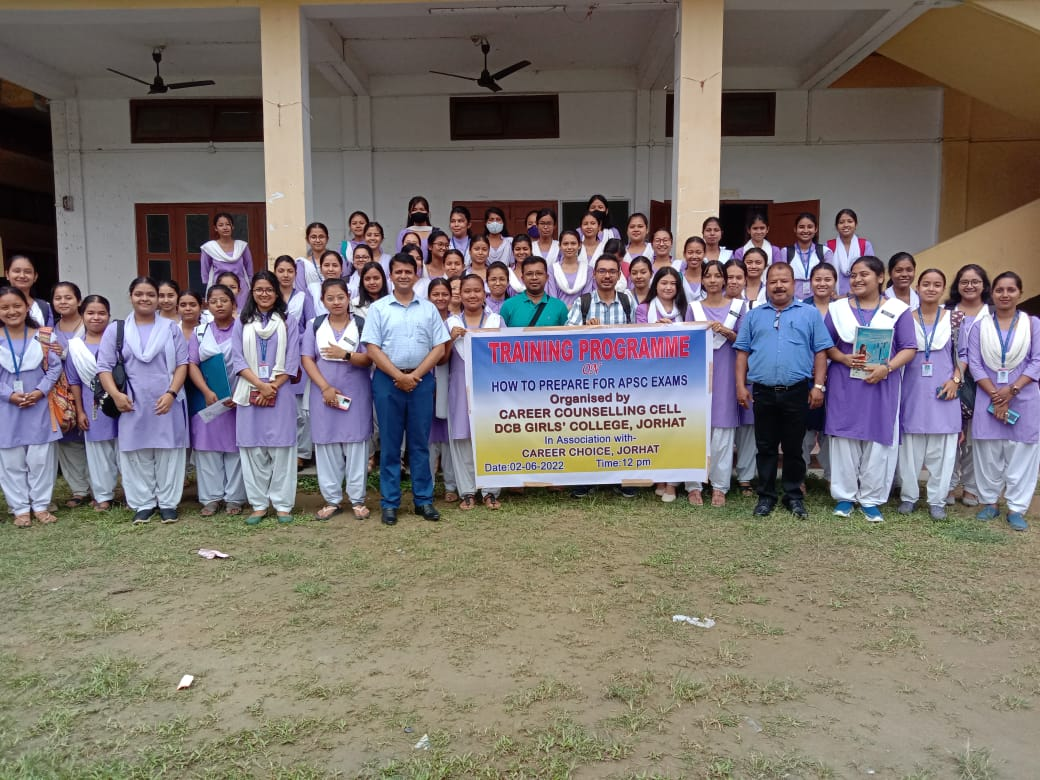 TRAINING PROGRAMME
ON
HOW TO PREPARE FOR APSC EXAMS
Organised by
CAREER COUNSELLING CELL
DCB GIRLS' COLLEGE, JORHAT
In Association with-
CAREER CHOICE, JORHAT
Date:02-06-2022 Time:12 pm